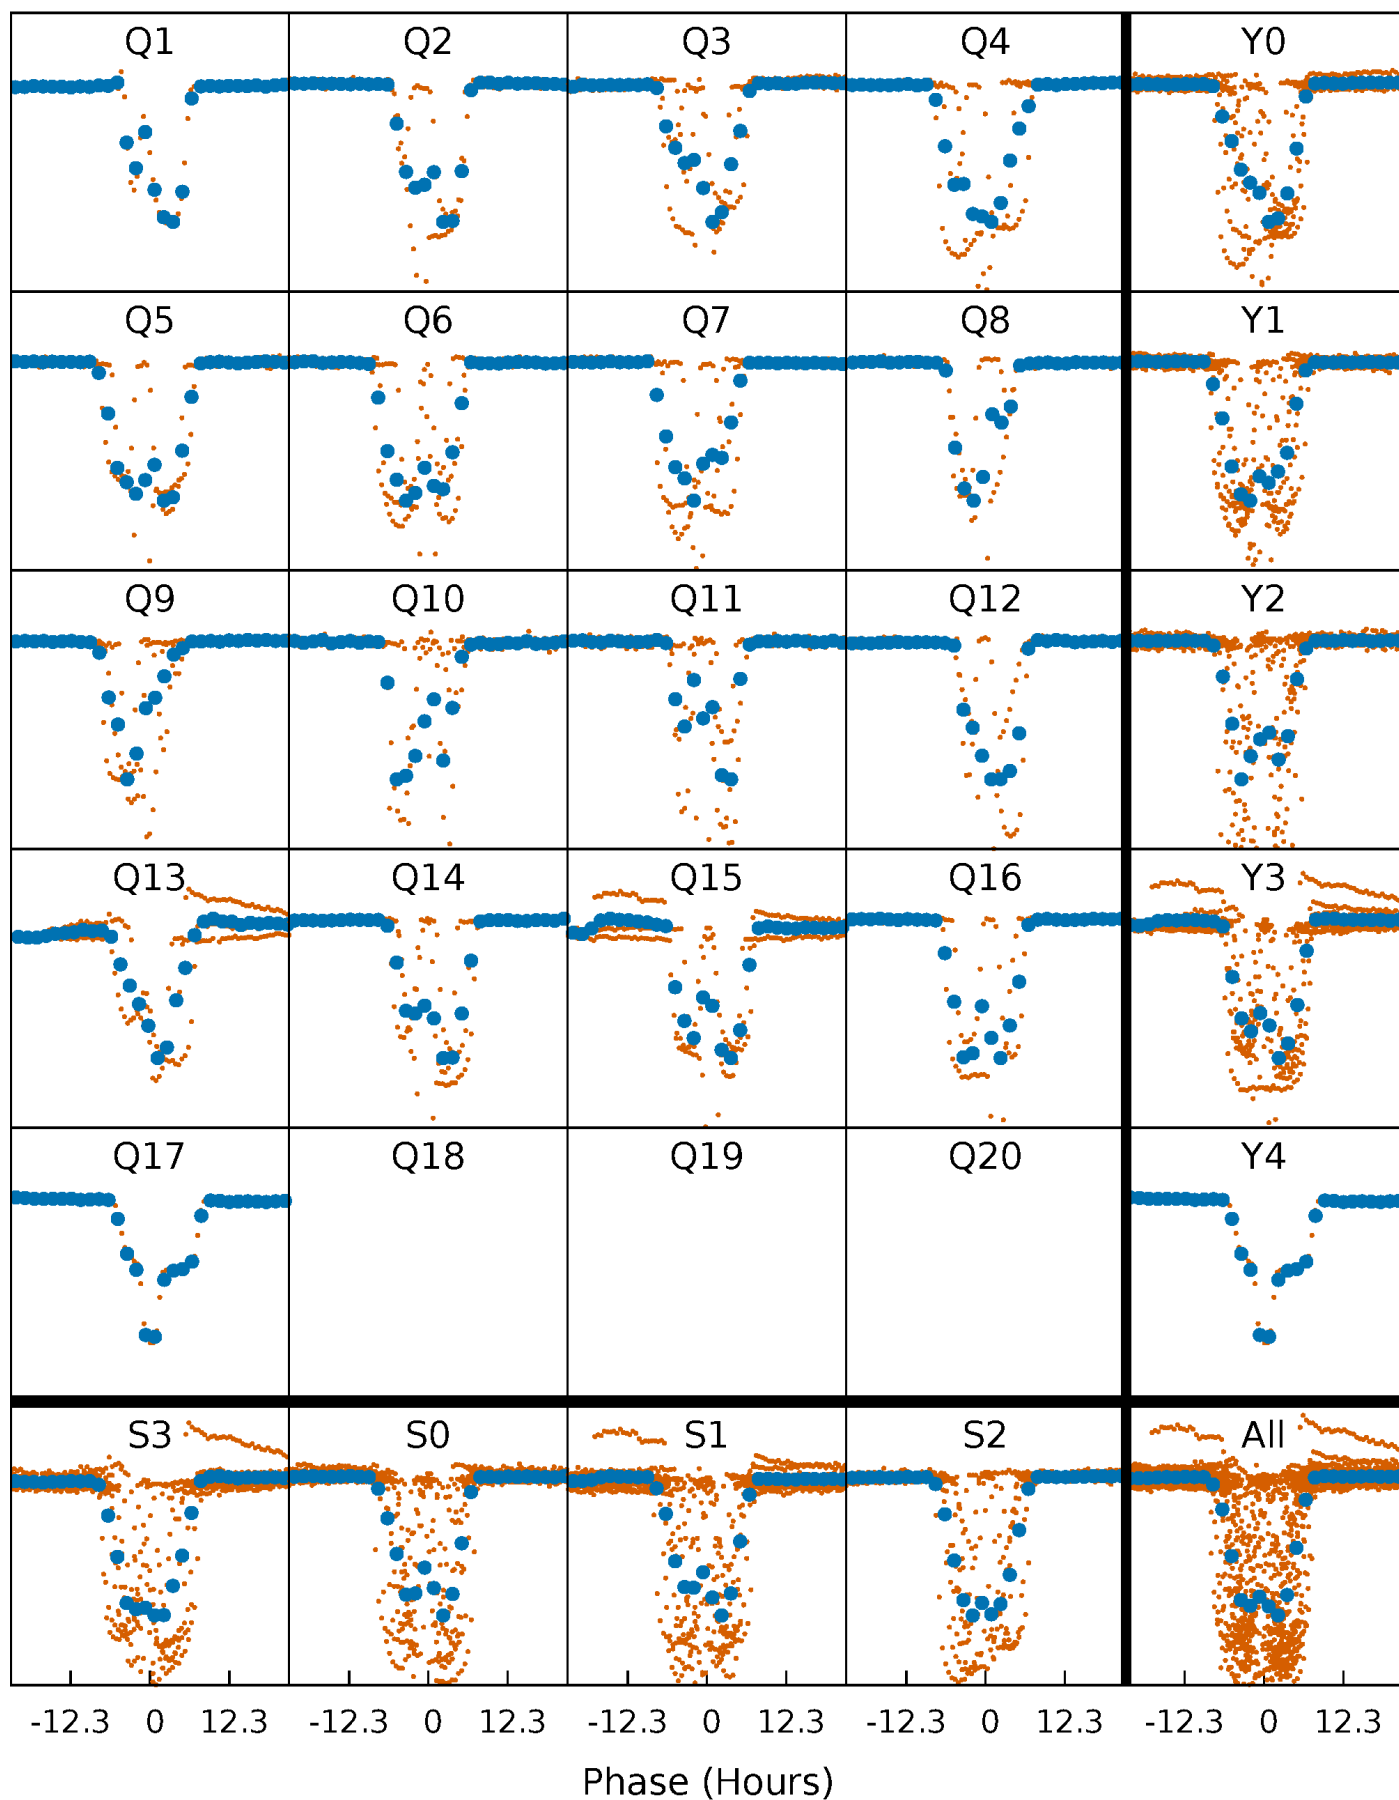 Q1 Q2 Q3 Q4 Y0
Q5 Q6 Q7 Q8 Y1
Q9 Q10 Q11 Q12 Y2
Q13 Q14 Q15 Q16 Y3
Q17 Q18 Q19 Q20 Y4
S3 S0 S1 S2 All
-12.3 0 12.3 -12.3 0 12.3 -12.3 0 12.3 -12.3 0 12.3 -12.3 0 12.3
Phase (Hours)